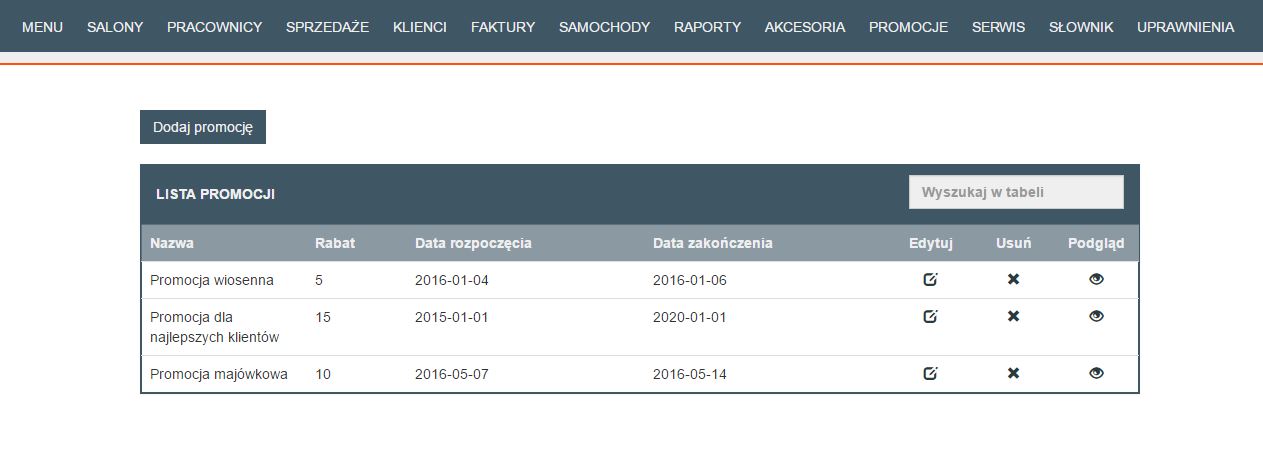 MENU SALONY PRACOWNICY SPRZEDAŻE KLIENCI FAKTURY SAMOCHODY RAPORTY AKCESORIA PROMOCJE SERWIS SŁOWNIK UPRAWNIENIA
Dodaj promocję
LISTA PROMOCJI Wyszukaj w tabeli
Nazwa Rabat Data rozpoczęcia Data zakończenia Edytuj Usuń Podgląd
Promocja wiosenna 5 2016-01-04 2016-01-06
Promocja dla 15 2015-01-01 2020-01-01
najlepszych klientów
Promocja majówkowa 10 2016-05-07 2016-05-14